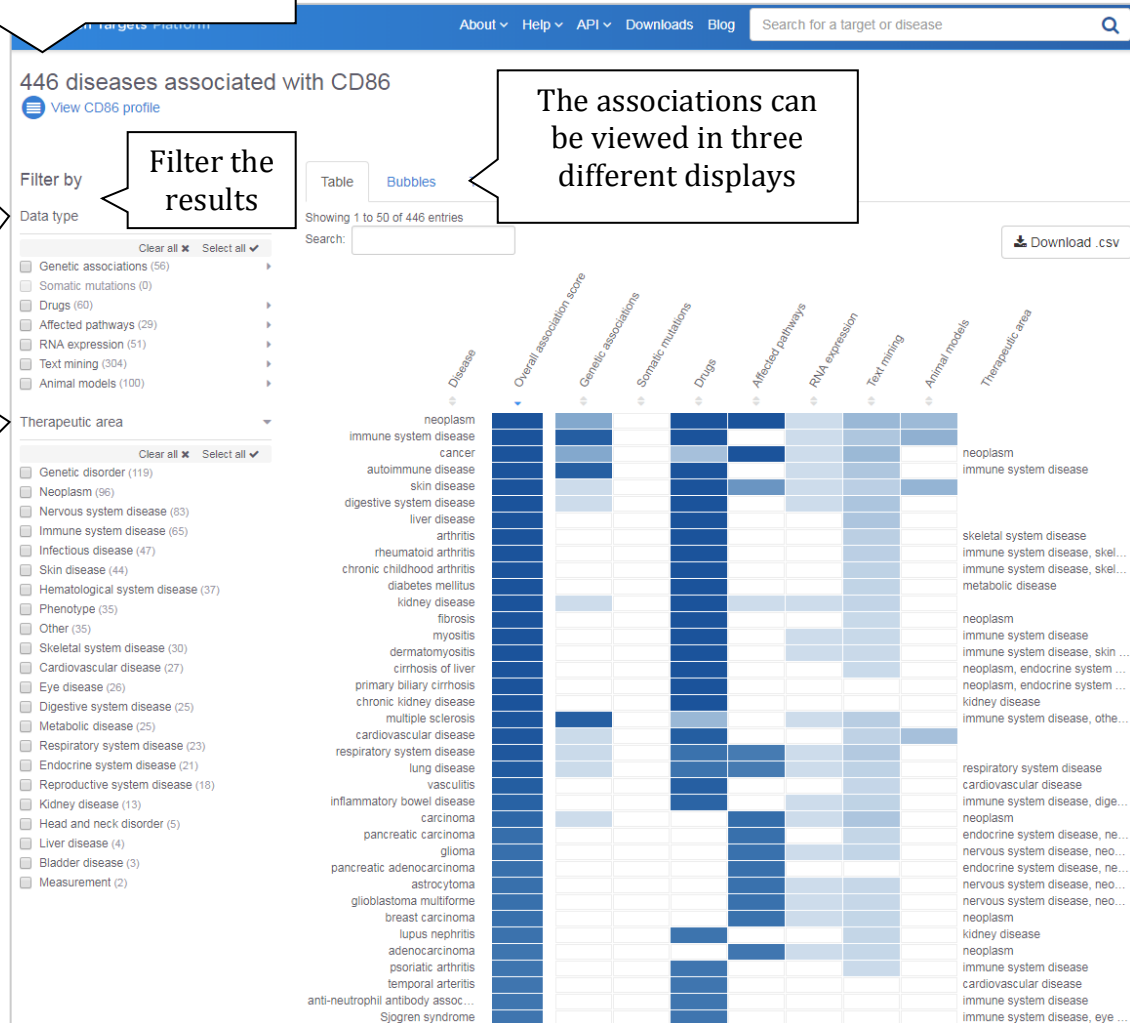 Targets Platform
About Help API Downloads Blog Search for a target or disease
446 diseases associated with CD86
View CD86 profile
The associations can
be viewed in three
different displays
Filter the
results
Filter by
Data type
Clear all ✖ Select all ✔
Genetic associations (56)
Somatic mutations (0)
Drugs (60)
Affected pathways (29)
RNA expression (51)
Text mining (304)
Animal models (100)
Therapeutic area
Clear all ✖ Select all ✔
Genetic disorder (119)
Neoplasm (96)
Nervous system disease (83)
Immune system disease (65)
Infectious disease (47)
Skin disease (44)
Hematological system disease (37)
Phenotype (35)
Other (35)
Skeletal system disease (30)
Cardiovascular disease (27)
Eye disease (26)
Digestive system disease (25)
Metabolic disease (25)
Respiratory system disease (23)
Endocrine system disease (21)
Reproductive system disease (18)
Kidney disease (13)
Head and neck disorder (5)
Liver disease (4)
Bladder disease (3)
Measurement (2)
Table Bubbles
Showing 1 to 50 of 446 entries
Search:
Download .csv
Disease
Overall association score
Genetic associations
Somatic mutations
Drugs
Affected pathways
RNA expression
Text mining
Animal models
Therapeutic area
neoplasm
immune system disease
cancer neoplasm
autoimmune disease immune system disease
skin disease
digestive system disease
liver disease
arthritis skeletal system disease
rheumatoid arthritis immune system disease, skel...
chronic childhood arthritis immune system disease, skel...
diabetes mellitus metabolic disease
kidney disease
fibrosis neoplasm
myositis immune system disease
dermatomyositis immune system disease, skin ...
cirrhosis of liver neoplasm, endocrine system ...
primary biliary cirrhosis neoplasm, endocrine system ...
chronic kidney disease kidney disease
multiple sclerosis immune system disease, othe...
cardiovascular disease
respiratory system disease
lung disease respiratory system disease
vasculitis cardiovascular disease
inflammatory bowel disease immune system disease, dige...
carcinoma neoplasm
pancreatic carcinoma endocrine system disease, ne...
glioma nervous system disease, neo...
pancreatic adenocarcinoma endocrine system disease, ne...
astrocytoma nervous system disease, neo...
glioblastoma multiforme nervous system disease, neo...
breast carcinoma neoplasm
lupus nephritis kidney disease
adenocarcinoma neoplasm
psoriatic arthritis immune system disease
temporal arteritis cardiovascular disease
anti-neutrophil antibody assoc... immune system disease
Sjogren syndrome immune system disease, eye ...